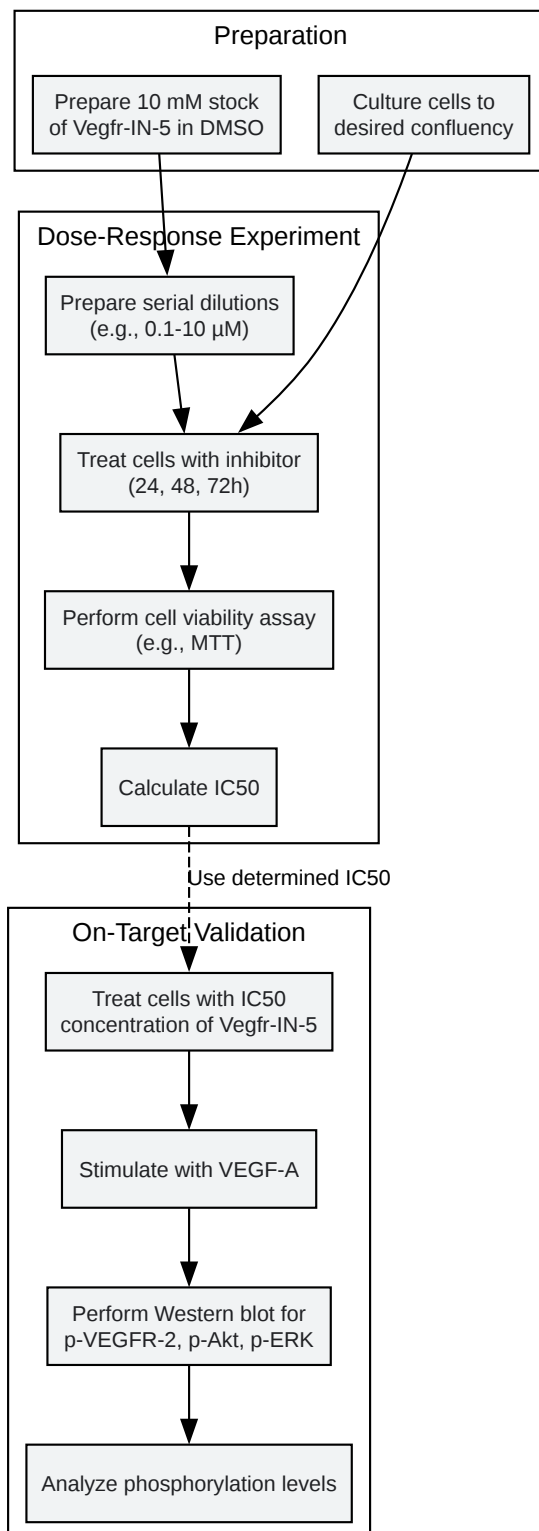 Preparation
Prepare 10 mM stock
of Vegfr-IN-5 in DMSO
Culture cells to
desired confluency
Dose-Response Experiment
Prepare serial dilutions
(e.g., 0.1-10 µM)
Treat cells with inhibitor
(24, 48, 72h)
Perform cell viability assay
(e.g., MTT)
Calculate IC50
Use determined IC50
On-Target Validation
Treat cells with IC50
concentration of Vegfr-IN-5
Stimulate with VEGF-A
Perform Western blot for
p-VEGFR-2, p-Akt, p-ERK
Analyze phosphorylation levels